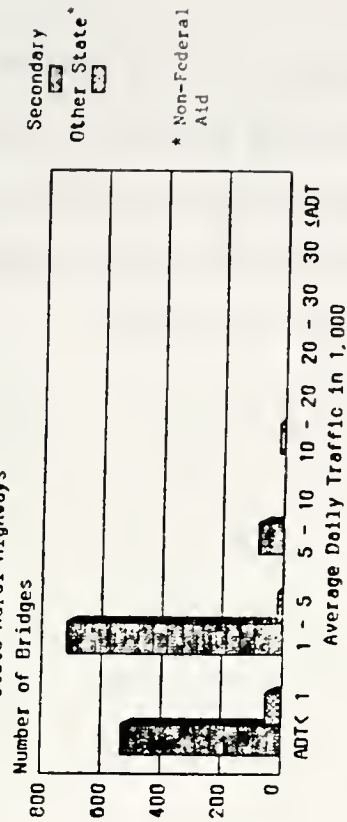 Number of Bridges
800
600
400
200
0
ADT< 1
1 - 5
5 - 10
10 - 20
20 - 30
30 ≤ADT
Average Daily Traffic in 1,000
Secondary
Other State*
* Non-Federal
Aid